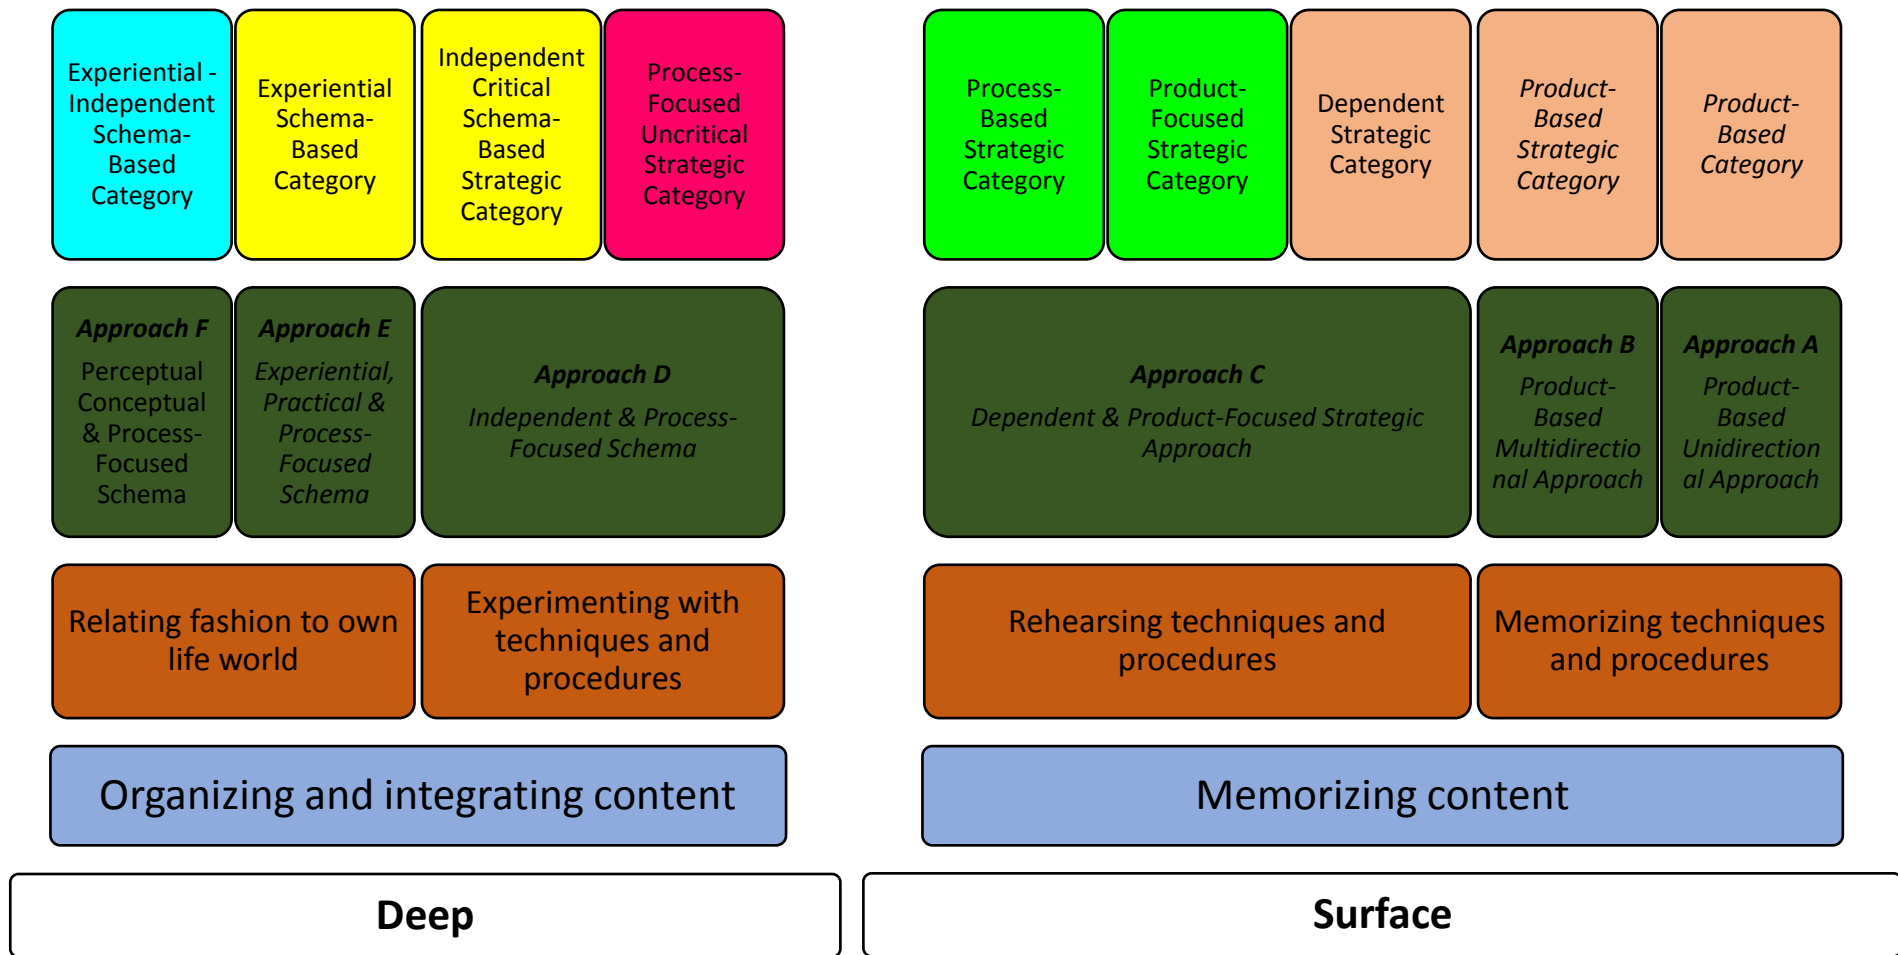 Experiential -
Independent
Schema-
Based
Category
Experiential
Schema-
Based
Category
Independent
Critical
Schema-
Based
Strategic
Category
Process-
Focused
Uncritical
Strategic
Category
Process-
Based
Strategic
Category
Product-
Focused
Strategic
Category
Dependent
Strategic
Category
Product-
Based
Strategic
Category
Product-
Based
Category
Approach F
Perceptual
Conceptual
& Process-
Focused
Schema
Approach E
Experiential,
Practical &
Process-
Focused
Schema
Approach D
Independent & Process-
Focused Schema
Approach C
Dependent & Product-Focused Strategic
Approach
Approach B
Product-
Based
Multidirectio
nal Approach
Approach A
Product-
Based
Unidirection
al Approach
Relating fashion to own
life world
Experimenting with
techniques and
procedures
Rehearsing techniques and
procedures
Memorizing techniques
and procedures
Organizing and integrating content
Memorizing content
Deep
Surface